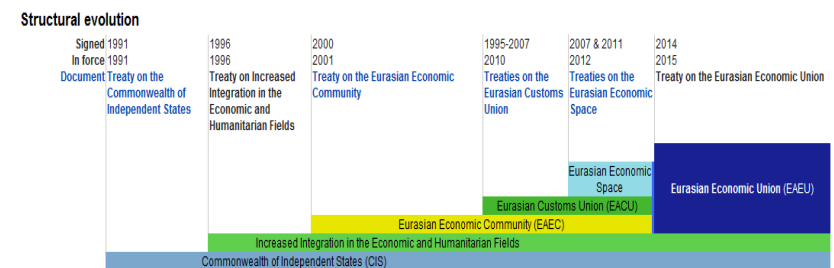 Structural evolution
Signed 1991 1996 2000 1995-2007 2007 & 2011 2014
In force 1991 1996 2001 2010 2012 2015
Document Treaty on the Treaty on Increased Treaty on the Eurasian Economic Treaties on the Treaties on the Treaty on the Eurasian Economic Union
Commonwealth of Integration in the Community Eurasian Customs Eurasian Economic
Independent States Economic and Union Space
Humanitarian Fields
Eurasian Economic
Space
Eurasian Economic Union (EAEU)
Eurasian Customs Union (EACU)
Eurasian Economic Community (EAEC)
Increased Integration in the Economic and Humanitarian Fields
Commonwealth of Independent States (CIS)